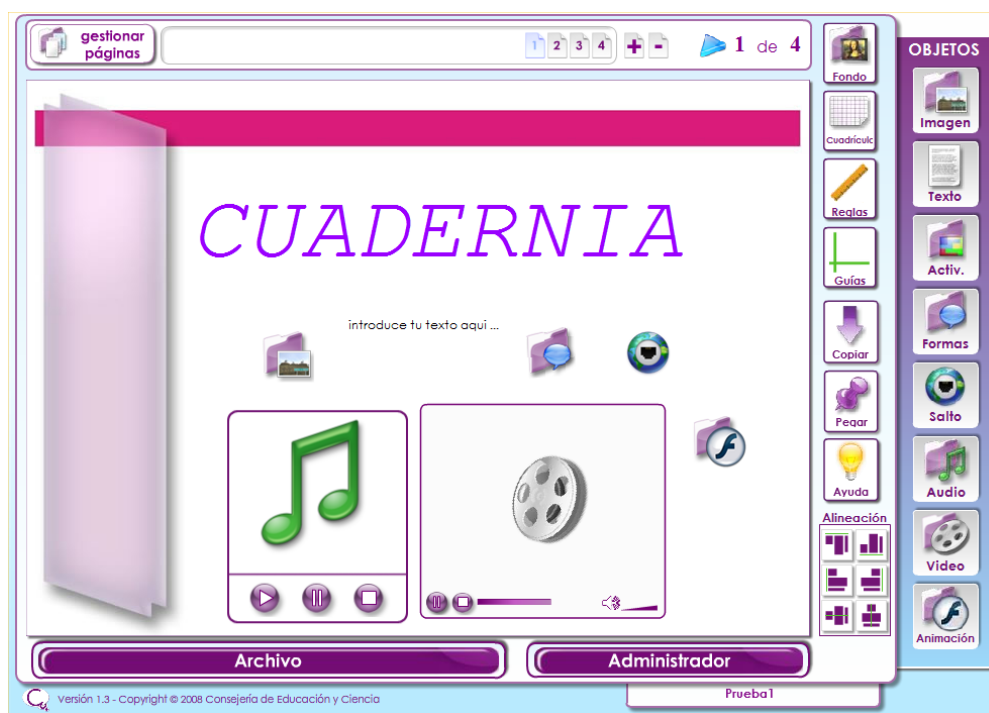 gestionar
páginas
1 2 3 4 + -
1 de 4
CUADERNIA
introduce tu texto aqui ...
Fondo
Cuadrícula
Reglas
Guías
Copiar
Pegar
Ayuda
Alineación
OBJETOS
Imagen
Texto
Activ.
Formas
Salto
Audio
Video
Animación
Archivo
Administrador
Versión 1.3 - Copyright © 2008 Consejería de Educación y Ciencia
Prueba1